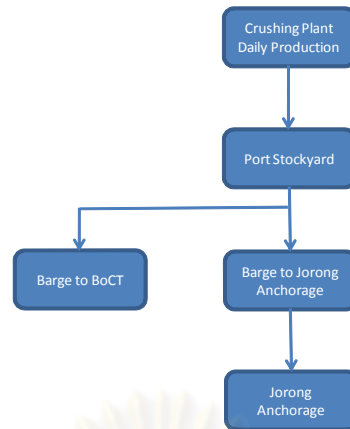 Crushing Plant
Daily Production
Port Stockyard
Barge to BoCT
Barge to Jorong
Anchorage
Jorong
Anchorage